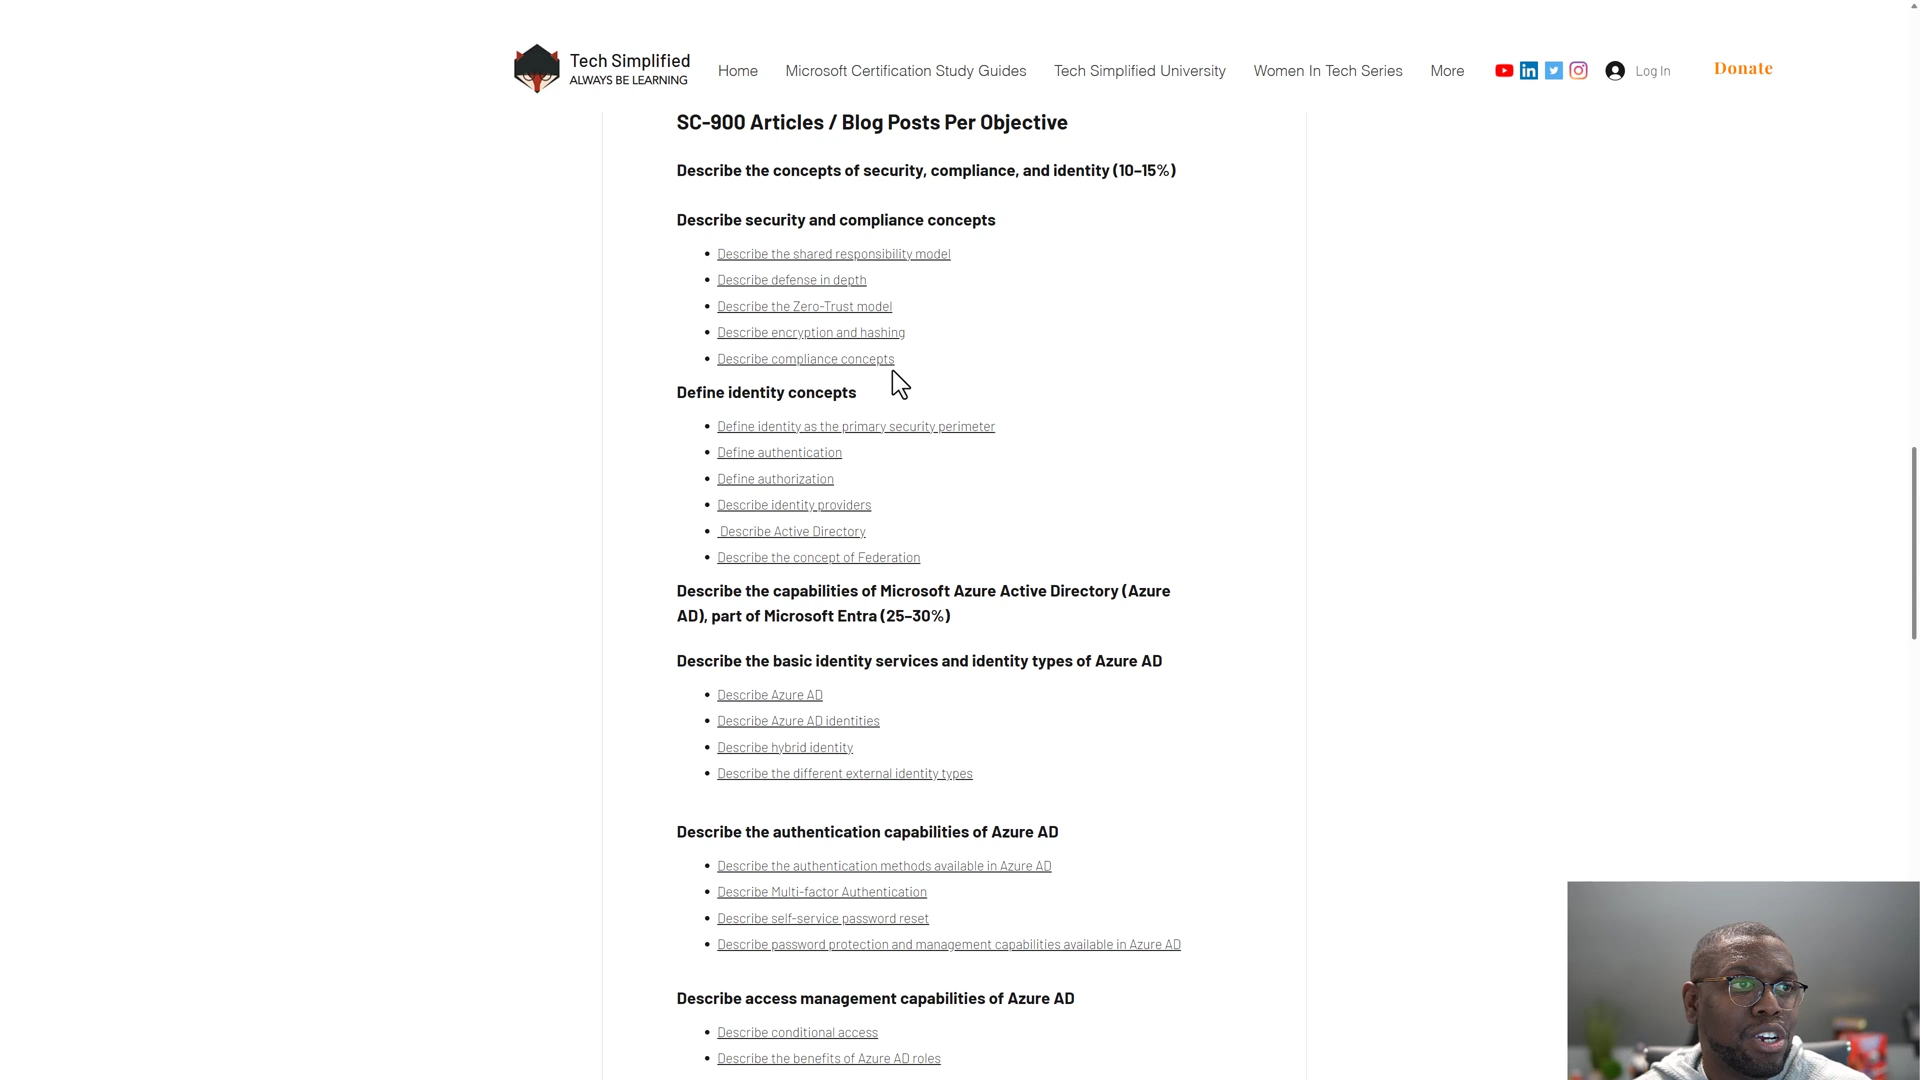 Tech Simplified
ALWAYS BE LEARNING
Home
Microsoft Certification Study Guides
Tech Simplified University
Women In Tech Series
More
Log In
Donate
SC-900 Articles / Blog Posts Per Objective
Describe the concepts of security, compliance, and identity (10–15%)
Describe security and compliance concepts
Describe the shared responsibility model
Describe defense in depth
Describe the Zero-Trust model
Describe encryption and hashing
Describe compliance concepts
Define identity concepts
Define identity as the primary security perimeter
Define authentication
Define authorization
Describe identity providers
Describe Active Directory
Describe the concept of Federation
Describe the capabilities of Microsoft Azure Active Directory (Azure
AD), part of Microsoft Entra (25–30%)
Describe the basic identity services and identity types of Azure AD
Describe Azure AD
Describe Azure AD identities
Describe hybrid identity
Describe the different external identity types
Describe the authentication capabilities of Azure AD
Describe the authentication methods available in Azure AD
Describe Multi-factor Authentication
Describe self-service password reset
Describe password protection and management capabilities available in Azure AD
Describe access management capabilities of Azure AD
Describe conditional access
Describe the benefits of Azure AD roles